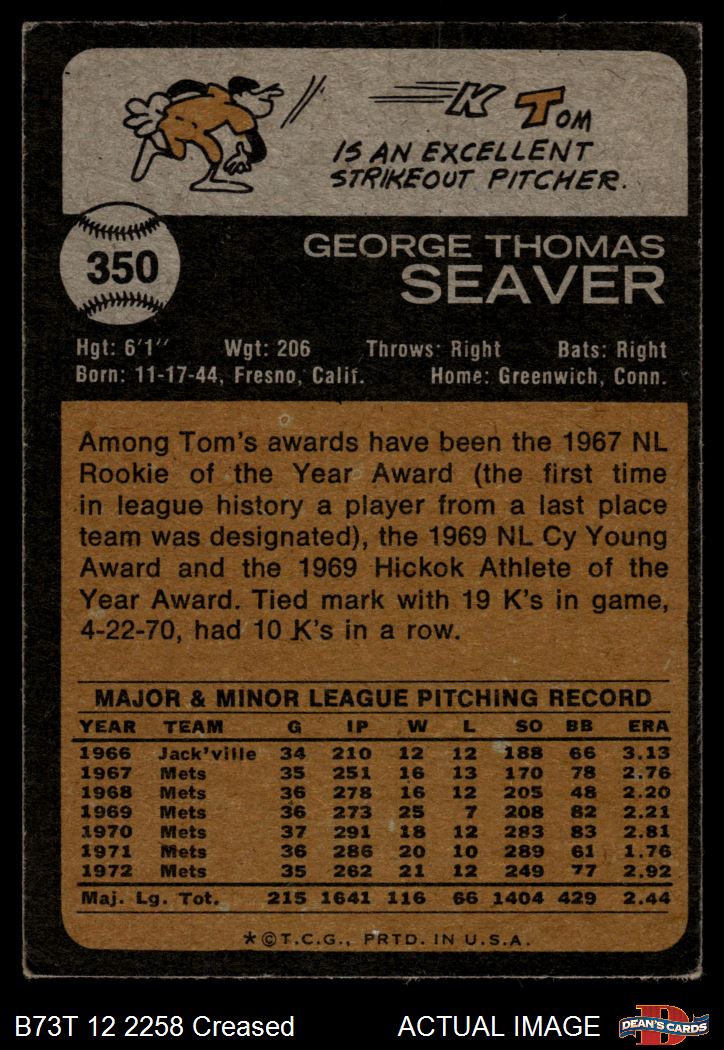 K TOM
IS AN EXCELLENT
STRIKEOUT PITCHER.
350
GEORGE THOMAS
SEAVER
Hgt: 6'1" Wgt: 206 Throws: Right Bats: Right
Born: 11-17-44, Fresno, Calif. Home: Greenwich, Conn.
Among Tom's awards have been the 1967 NL
Rookie of the Year Award (the first time
in league history a player from a last place
team was designated), the 1969 NL Cy Young
Award and the 1969 Hickok Athlete of the
Year Award. Tied mark with 19 K's in game,
4-22-70, had 10 K's in a row.
MAJOR & MINOR LEAGUE PITCHING RECORD
YEAR TEAM G IP W L SO BB ERA
1966 Jack'ville 34 210 12 12 188 66 3.13
1967 Mets 35 251 16 13 170 78 2.76
1968 Mets 36 278 16 12 205 48 2.20
1969 Mets 36 273 25 7 208 82 2.21
1970 Mets 37 291 18 12 283 83 2.81
1971 Mets 36 286 20 10 289 61 1.76
1972 Mets 35 262 21 12 249 77 2.92
Maj. Lg. Tot. 215 1641 116 66 1404 429 2.44
*©T.C.G., PRTD. IN U.S.A.
B73T 12 2258 Creased ACTUAL IMAGE D DEAN'S CARDS